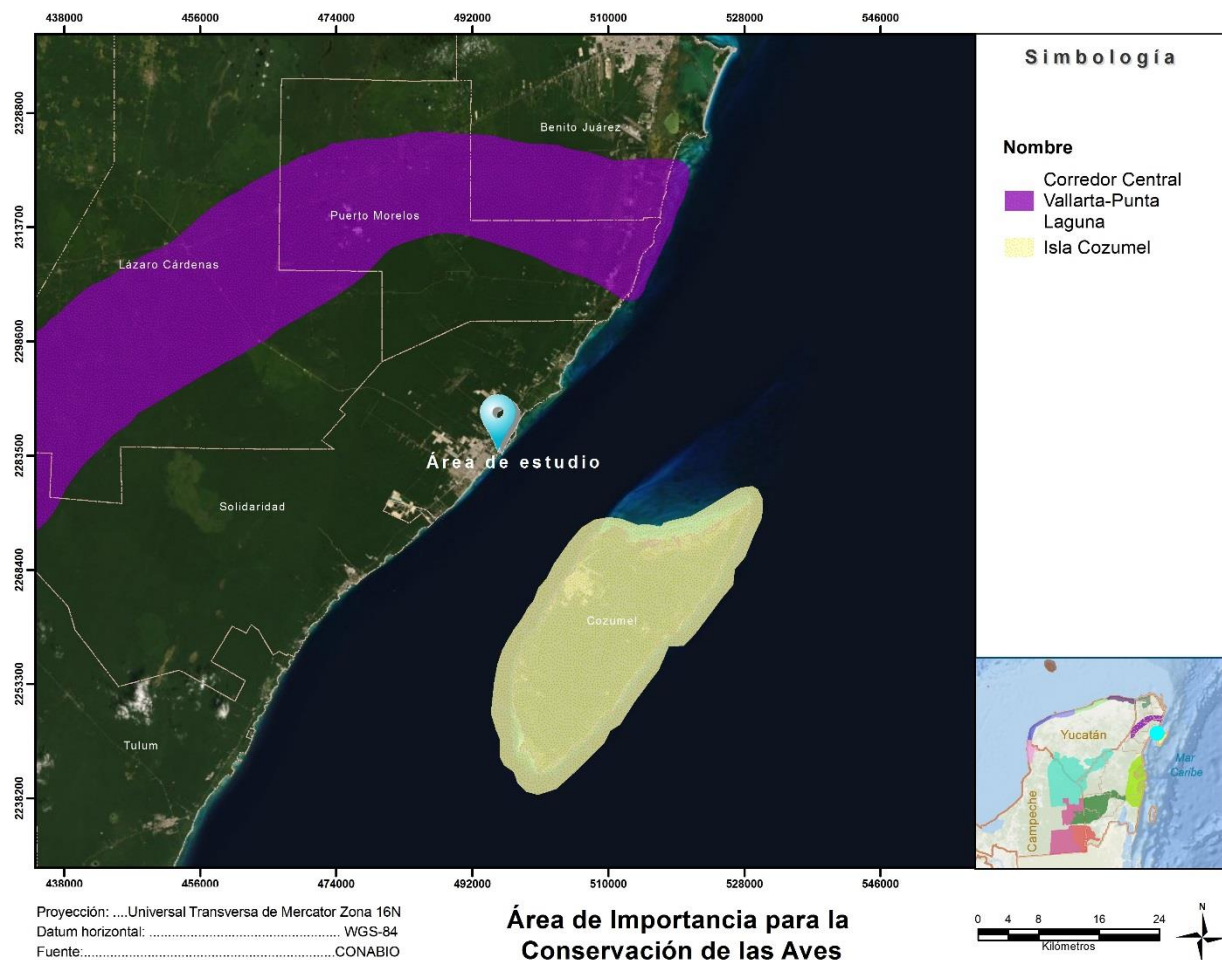 438000 456000 474000 492000 510000 528000 546000
2328800
2313700
2298600
2283500
2268400
2253300
2238200
Benito Juárez
Puerto Morelos
Lázaro Cárdenas
Área de estudio
Solidaridad
Cozumel
Tulum
438000 456000 474000 492000 510000 528000 546000
Simbología
Nombre
Corredor Central
Vallarta-Punta
Laguna
Isla Cozumel
Yucatán
Mar
Caribe
Campeche
Proyección: ....Universal Transversa de Mercator Zona 16N
Datum horizontal: ................................... WGS-84
Fuente:..............................................CONABIO
Área de Importancia para la
Conservación de las Aves
0 4 8 16 24
Kilómetros
N